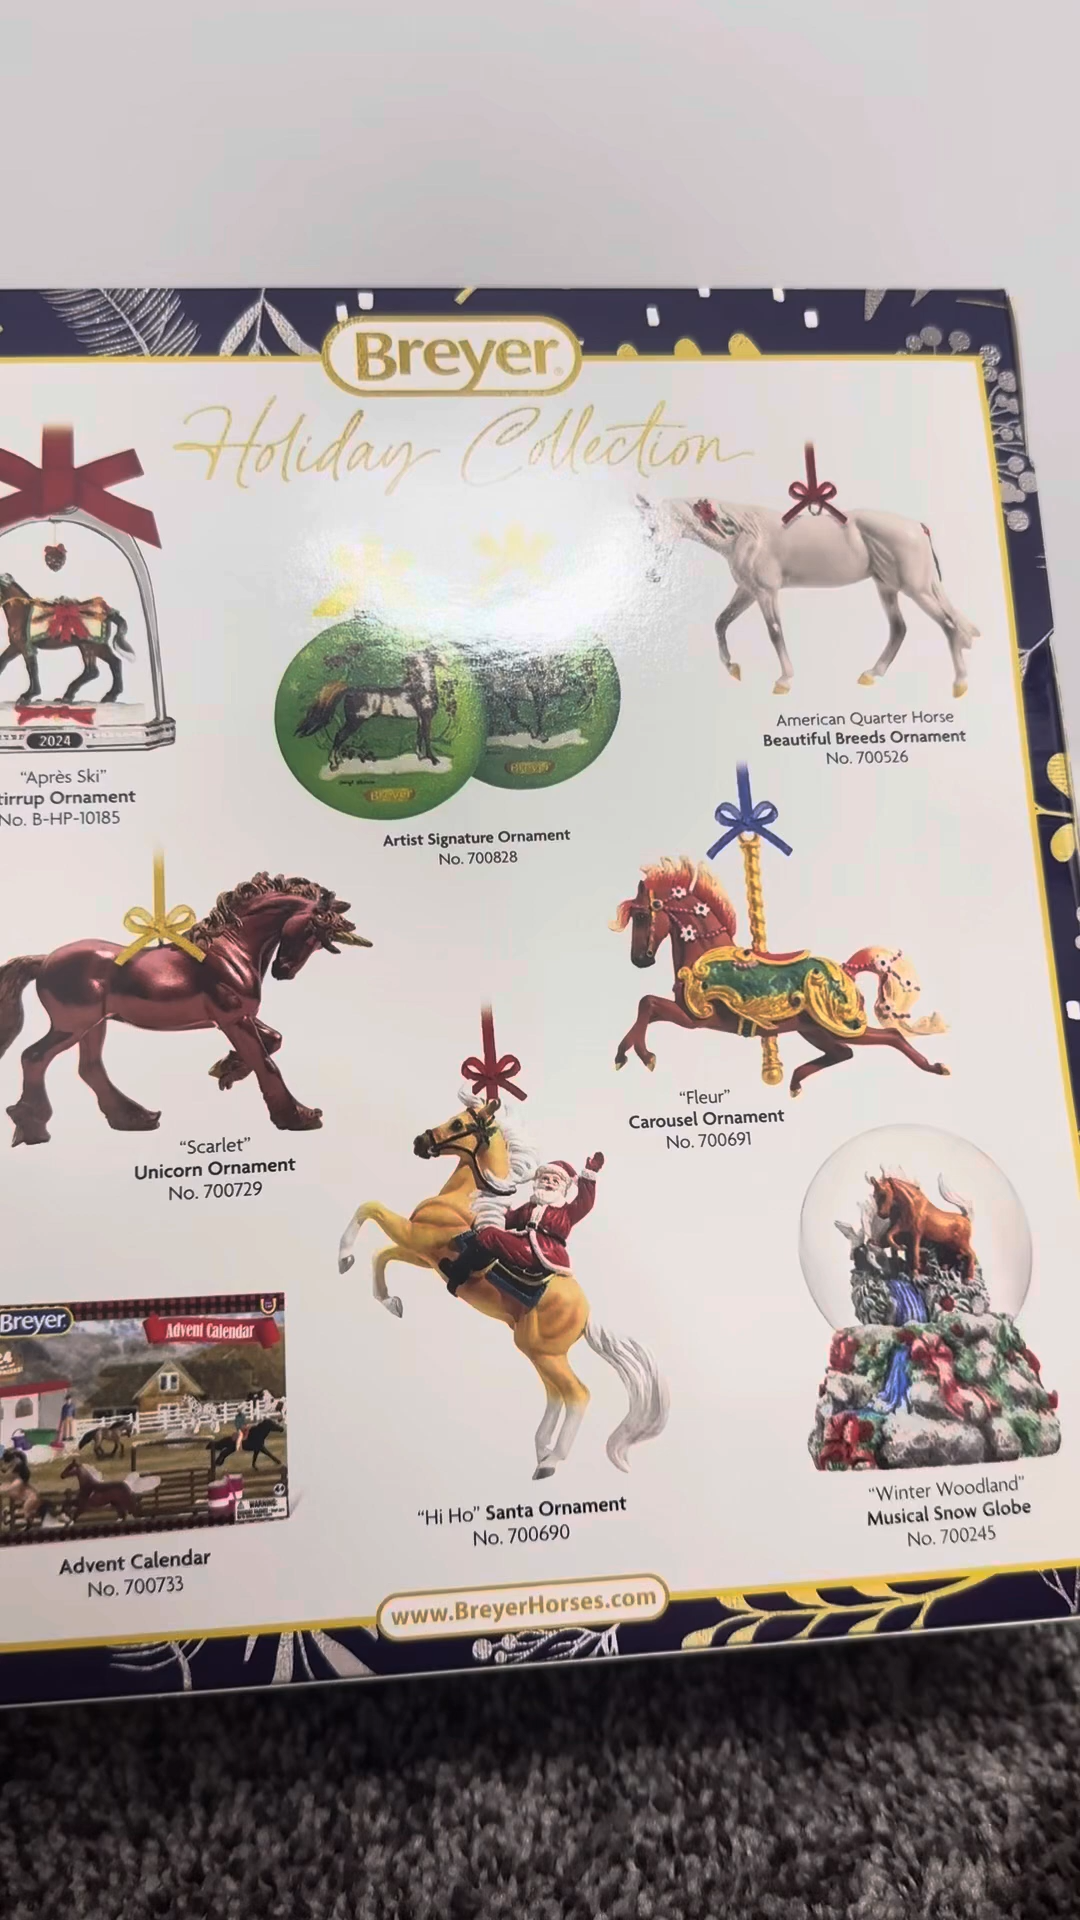 Breyer®
Holiday Collection
2024
"Après Ski"
tirrup Ornament
No. B-HP-10185
Breyer
Breyer
Artist Signature Ornament
No. 700828
American Quarter Horse
Beautiful Breeds Ornament
No. 700526
"Scarlet"
Unicorn Ornament
No. 700729
"Fleur"
Carousel Ornament
No. 700691
Breyer
Advent Calendar
WARNING:
Advent Calendar
No. 700733
"Hi Ho" Santa Ornament
No. 700690
"Winter Woodland"
Musical Snow Globe
No. 700245
www.BreyerHorses.com